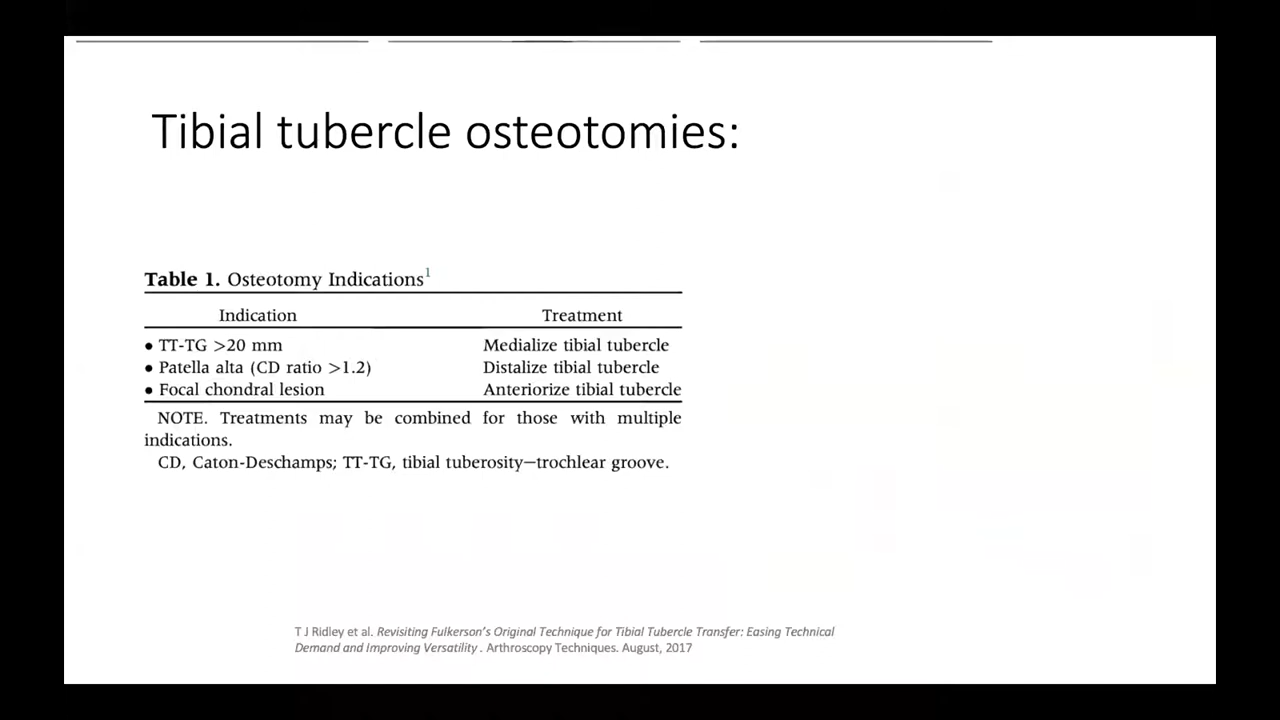 Tibial tubercle osteotomies:
Table 1. Osteotomy Indications¹
Indication Treatment
• TT-TG >20 mm Medialize tibial tubercle
• Patella alta (CD ratio >1.2) Distalize tibial tubercle
• Focal chondral lesion Anteriorize tibial tubercle
NOTE. Treatments may be combined for those with multiple
indications.
CD, Caton-Deschamps; TT-TG, tibial tuberosity—trochlear groove.
T J Ridley et al. Revisiting Fulkerson's Original Technique for Tibial Tubercle Transfer: Easing Technical
Demand and Improving Versatility . Arthroscopy Techniques. August, 2017